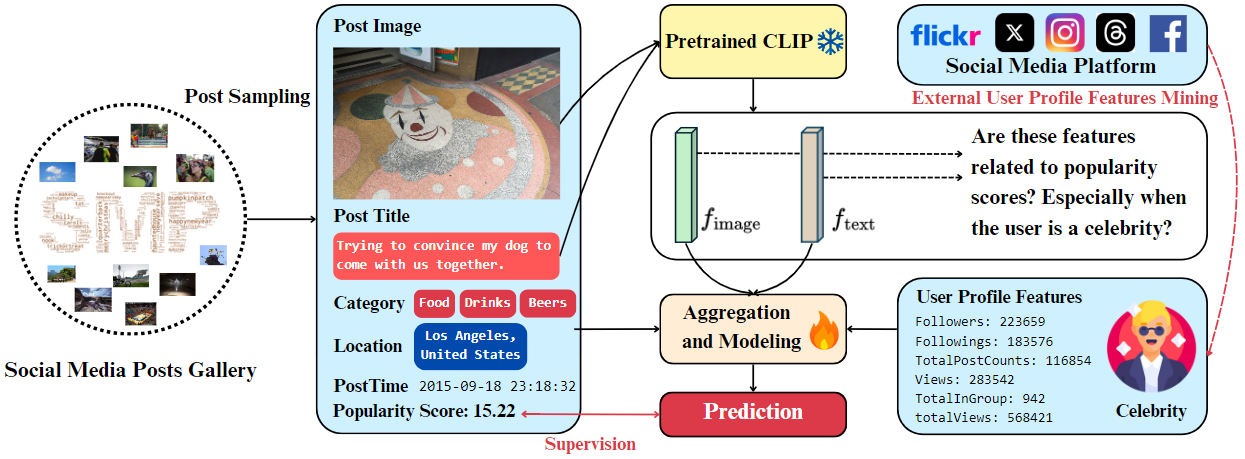 Post Sampling
SMP
makeup
chilly
pumpkinpatch
happynewyear
Social Media Posts Gallery
Post Image
Post Title
Trying to convince my dog to
come with us together.
Category Food Drinks Beers
Location Los Angeles,
United States
PostTime 2015-09-18 23:18:32
Popularity Score: 15.22
Supervision
Pretrained CLIP
f image
f text
Are these features
related to popularity
scores? Especially when
the user is a celebrity?
Aggregation
and Modeling
Prediction
flickr
Social Media Platform
External User Profile Features Mining
User Profile Features
Followers: 223659
Followings: 183576
TotalPostCounts: 116854
Views: 283542
TotalInGroup: 942
totalViews: 568421
Celebrity